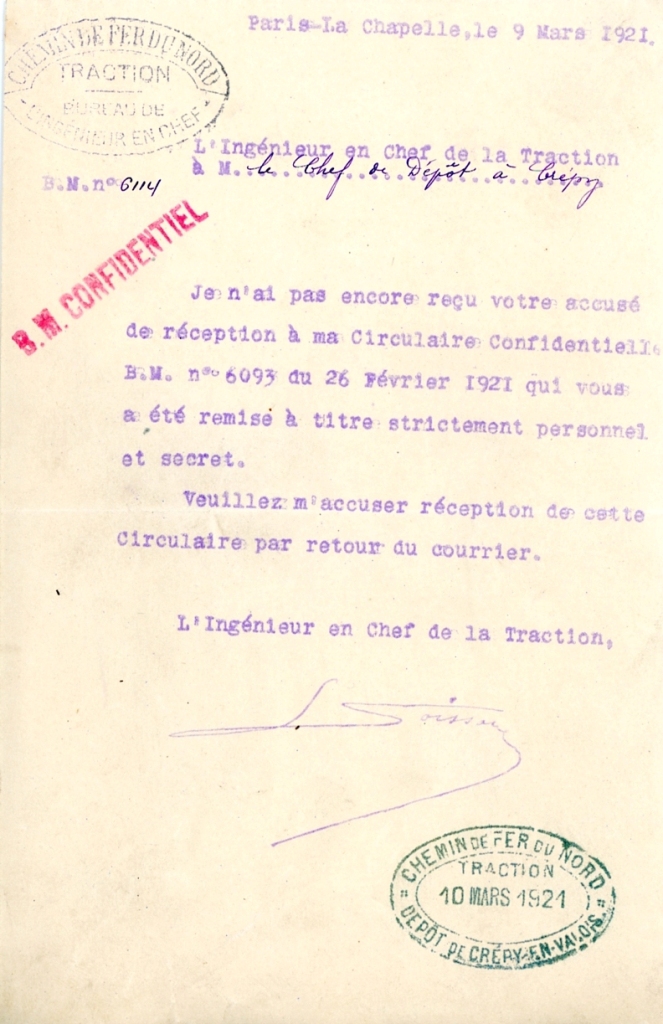 Paris-La Chapelle, le 9 Mars 1921.
CHEMIN DE FER DU NORD
TRACTION
BUREAU DE
L'INGÉNIEUR EN CHEF
L'Ingénieur en Chef de la Traction
à M. le Chef de Dépôt à Crépy
B.M. n° 6114
B.M. CONFIDENTIEL
Je n'ai pas encore reçu votre accusé
de réception à ma Circulaire Confidentielle
B.M. n° 6093 du 26 Février 1921 qui vous
a été remise à titre strictement personnel
et secret.
Veuillez m'accuser réception de cette
Circulaire par retour du courrier.
L'Ingénieur en Chef de la Traction,
CHEMIN DE FER DU NORD
TRACTION
10 MARS 1921
DEPÔT DE CRÉPY-EN-VALOIS